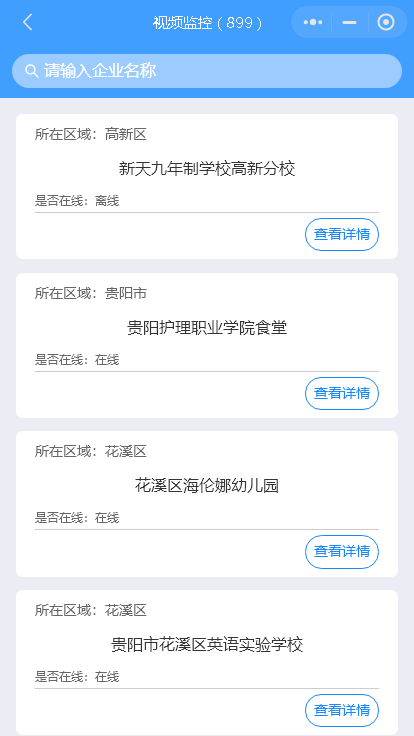 视频监控（899）
请输入企业名称
所在区域：高新区
新天九年制学校高新分校
是否在线：离线
查看详情
所在区域：贵阳市
贵阳护理职业学院食堂
是否在线：在线
查看详情
所在区域：花溪区
花溪区海伦娜幼儿园
是否在线：在线
查看详情
所在区域：花溪区
贵阳市花溪区英语实验学校
是否在线：在线
查看详情